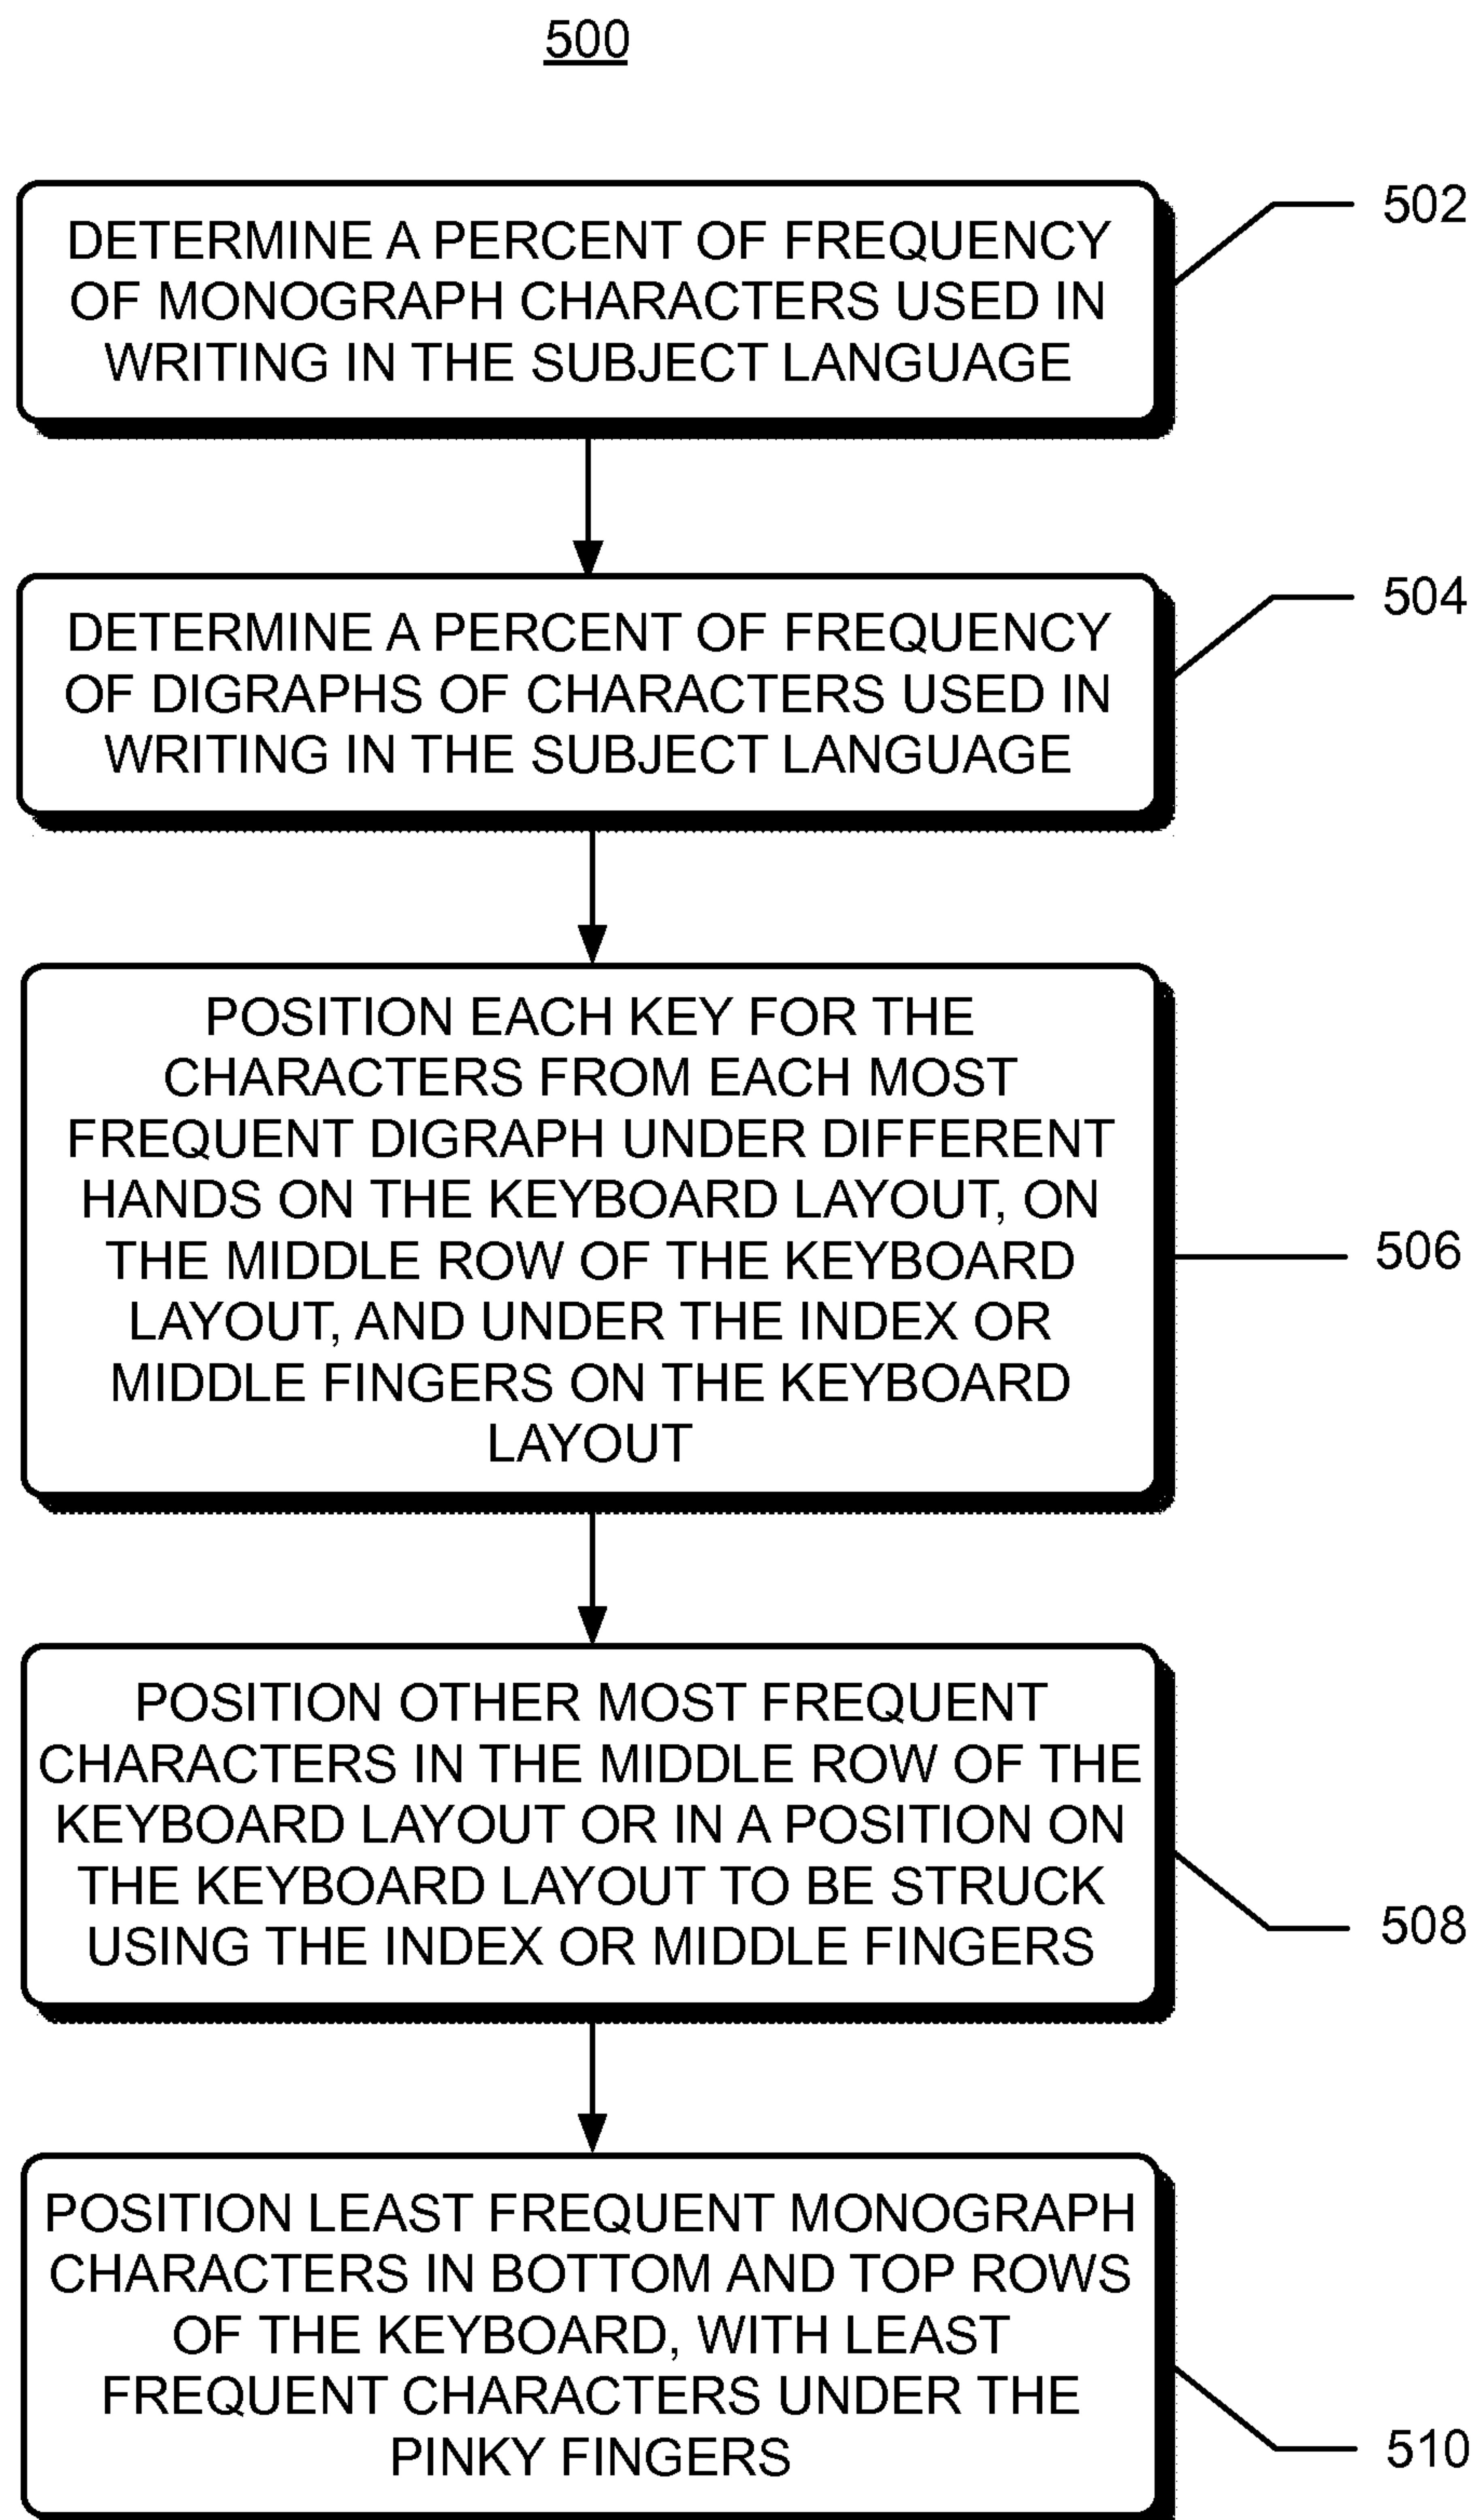 500
DETERMINE A PERCENT OF FREQUENCY
OF MONOGRAPH CHARACTERS USED IN
WRITING IN THE SUBJECT LANGUAGE
502
DETERMINE A PERCENT OF FREQUENCY
OF DIGRAPHS OF CHARACTERS USED IN
WRITING IN THE SUBJECT LANGUAGE
504
POSITION EACH KEY FOR THE
CHARACTERS FROM EACH MOST
FREQUENT DIGRAPH UNDER DIFFERENT
HANDS ON THE KEYBOARD LAYOUT, ON
THE MIDDLE ROW OF THE KEYBOARD
LAYOUT, AND UNDER THE INDEX OR
MIDDLE FINGERS ON THE KEYBOARD
LAYOUT
506
POSITION OTHER MOST FREQUENT
CHARACTERS IN THE MIDDLE ROW OF THE
KEYBOARD LAYOUT OR IN A POSITION ON
THE KEYBOARD LAYOUT TO BE STRUCK
USING THE INDEX OR MIDDLE FINGERS
508
POSITION LEAST FREQUENT MONOGRAPH
CHARACTERS IN BOTTOM AND TOP ROWS
OF THE KEYBOARD, WITH LEAST
FREQUENT CHARACTERS UNDER THE
PINKY FINGERS
510